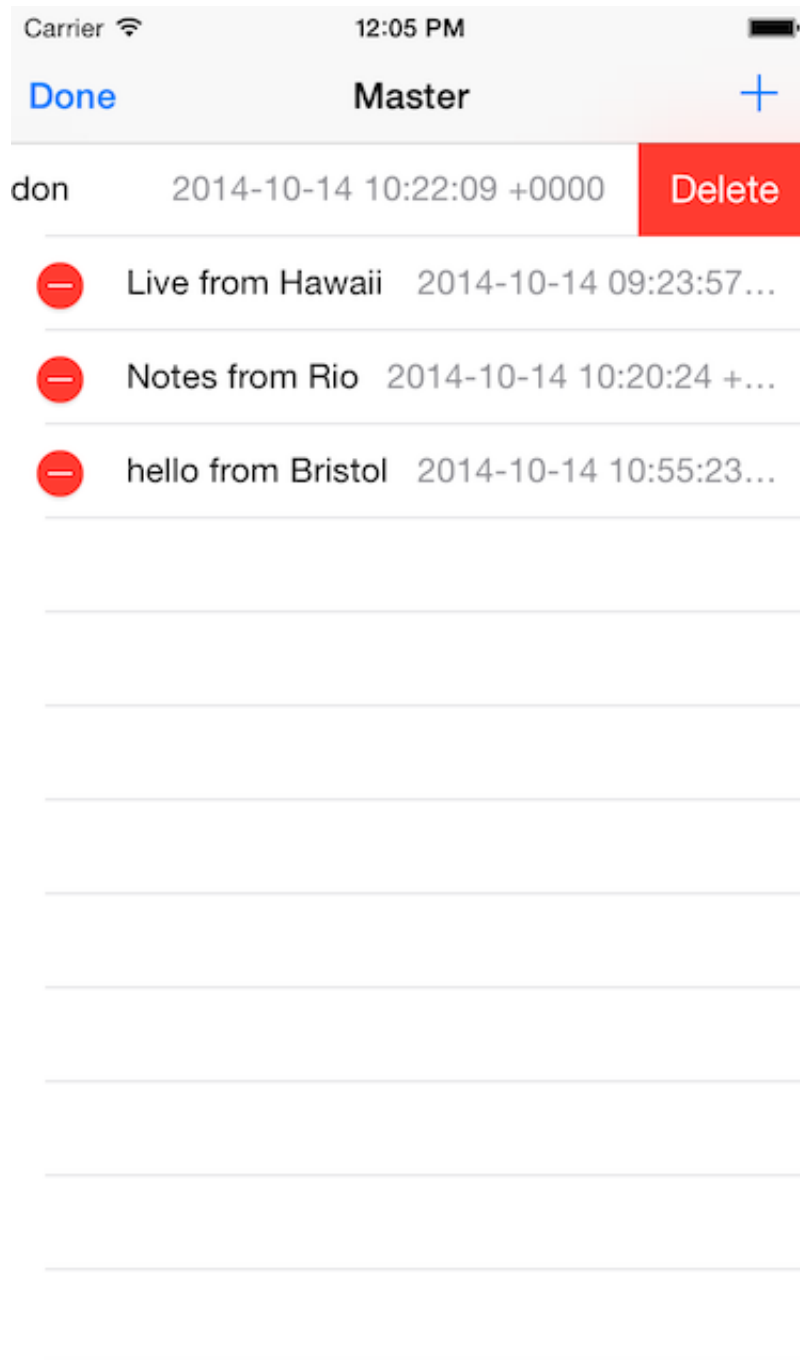 Carrier 12:05 PM
Done Master +
don 2014-10-14 10:22:09 +0000 Delete
Live from Hawaii 2014-10-14 09:23:57...
Notes from Rio 2014-10-14 10:20:24 +...
hello from Bristol 2014-10-14 10:55:23...